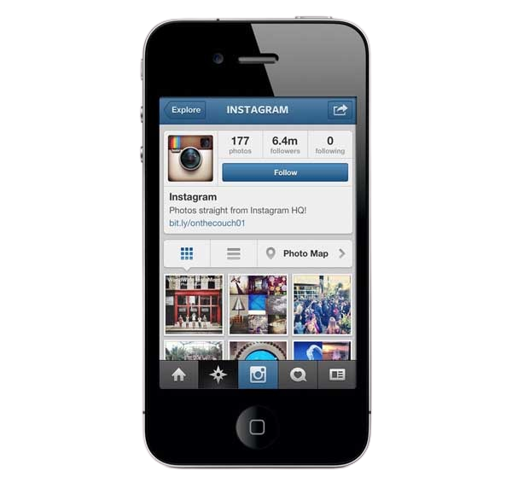 Explore
INSTAGRAM
177
6.4m
0
photos
followers
following
Follow
Instagram
Photos straight from Instagram HQ!
bit.ly/onthecouch01
Photo Map